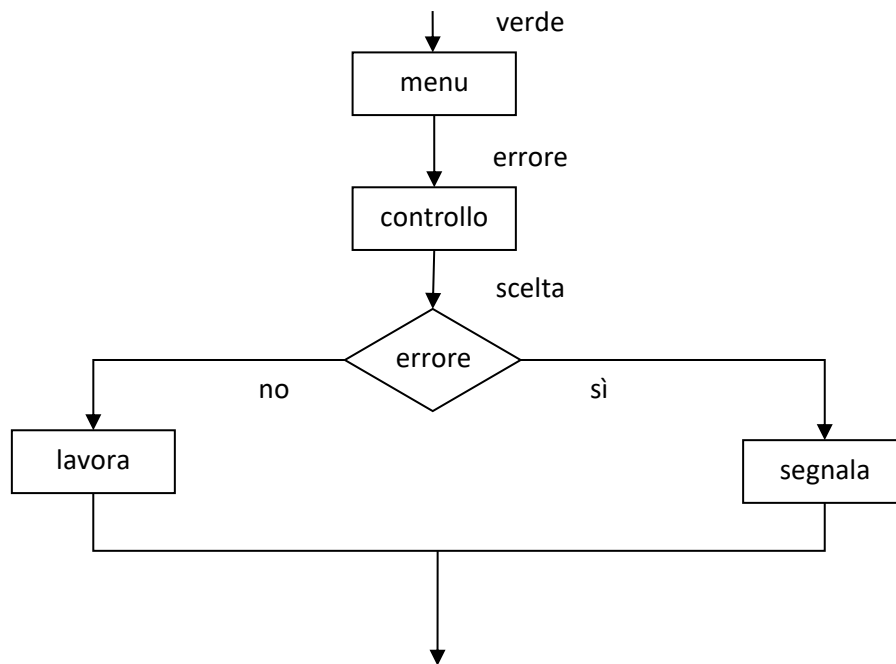 verde
menu
errore
controllo
scelta
errore
no
sì
lavora
segnala